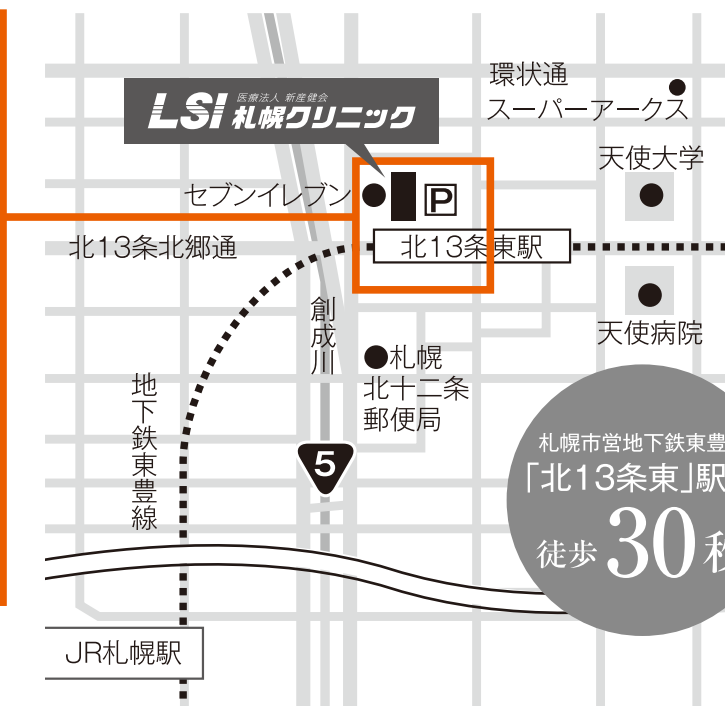 環状通
スーパーアークス
医療法人 新産健会
LSI 札幌クリニック
天使大学
セブンイレブン
P
北13条北郷通
北13条東駅
創成川
天使病院
札幌
北十二条
郵便局
地下鉄東豊線
5
札幌市営地下鉄東豊
「北13条東」駅
徒歩30秒
JR札幌駅